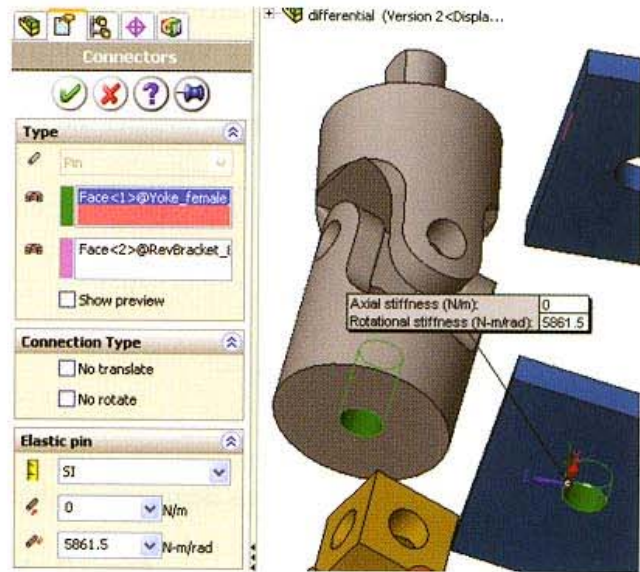 differential (Version 2<Displa...
Connectors
Type
Pin
Face<1>@Yoke_female
Face<2>@RevBracket_
Show preview
Connection Type
No translate
No rotate
Elastic pin
SI
0 N/m
5861.5 N-m/rad
Axial stiffness (N/m): 0
Rotational stiffness (N-m/rad): 5861.5